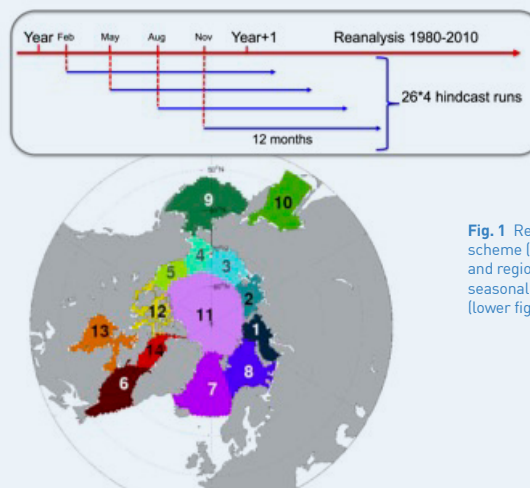 Year Feb May Aug Nov Year+1 Reanalysis 1980-2010
26*4 hindcast runs
12 months
9
10
4
3
5
2
12
11
1
13
14
8
6
7
Fig. 1 Re
scheme (
and region
seasonal
(lower fig